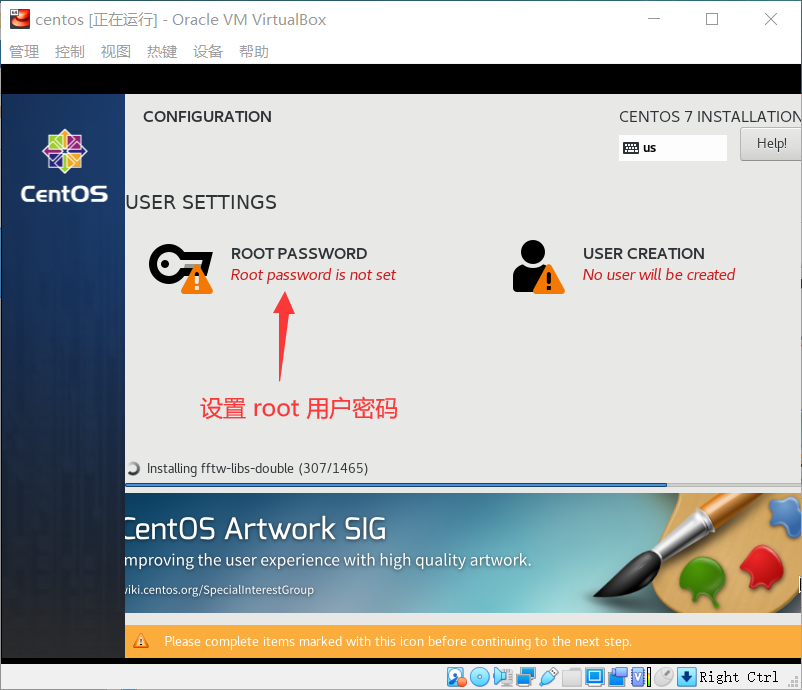 centos [正在运行] - Oracle VM VirtualBox
管理 控制 视图 热键 设备 帮助
CONFIGURATION
CENTOS 7 INSTALLATION
us
Help!
CentOS
USER SETTINGS
ROOT PASSWORD
Root password is not set
USER CREATION
No user will be created
设置 root 用户密码
Installing fftw-libs-double (307/1465)
CentOS Artwork SIG
mproving the user experience with high quality artwork.
wiki.centos.org/SpecialInterestGroup
Please complete items marked with this icon before continuing to the next step.
Right Ctrl